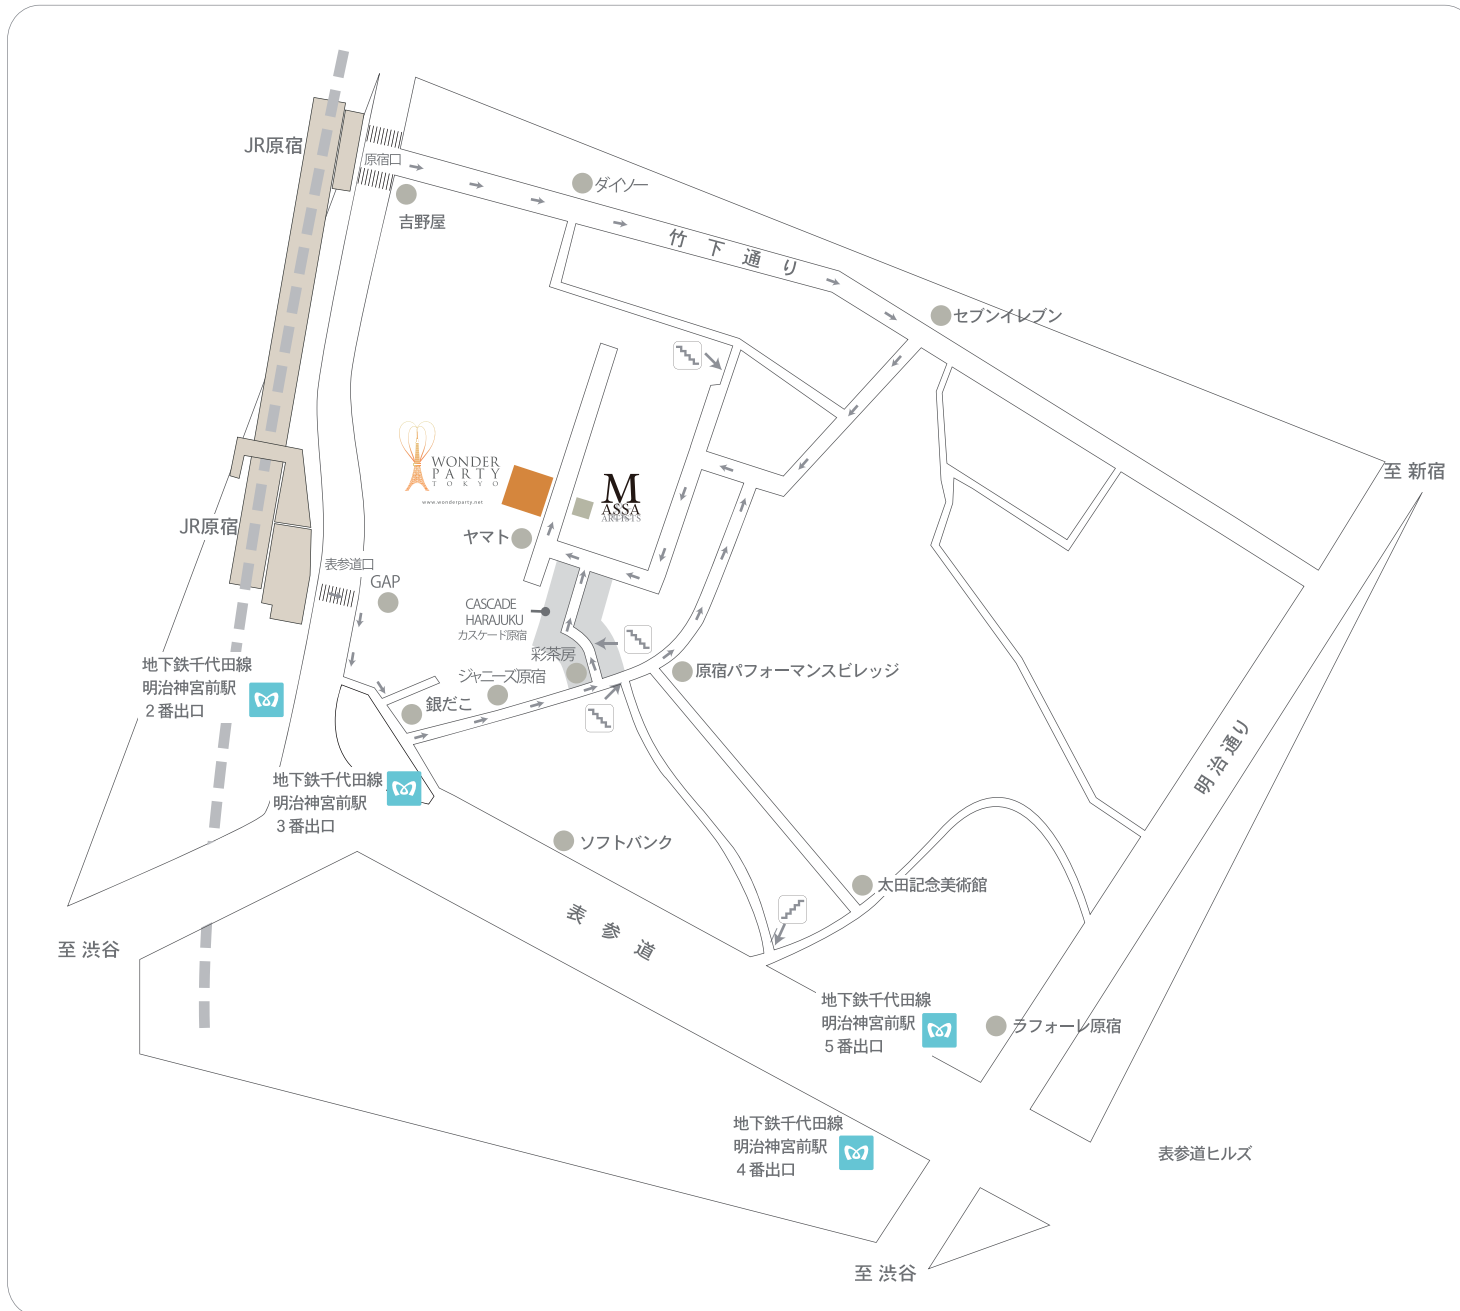 JR原宿
原宿口
吉野屋
ダイソー
竹下通り
セブンイレブン
至 新宿
WONDER
PARTY
TOKYO
www.wonderparty.net
M
ASSA
ARTISTS
ヤマト
JR原宿
表参道口
GAP
CASCADE
HARAJUKU
カスケード原宿
彩茶房
ジャニーズ原宿
銀だこ
原宿パフォーマンスビレッジ
地下鉄千代田線
明治神宮前駅
2番出口
地下鉄千代田線
明治神宮前駅
3番出口
明治通り
ソフトバンク
太田記念美術館
表参道
至 渋谷
地下鉄千代田線
明治神宮前駅
5番出口
ラフォーレ原宿
地下鉄千代田線
明治神宮前駅
4番出口
表参道ヒルズ
至 渋谷